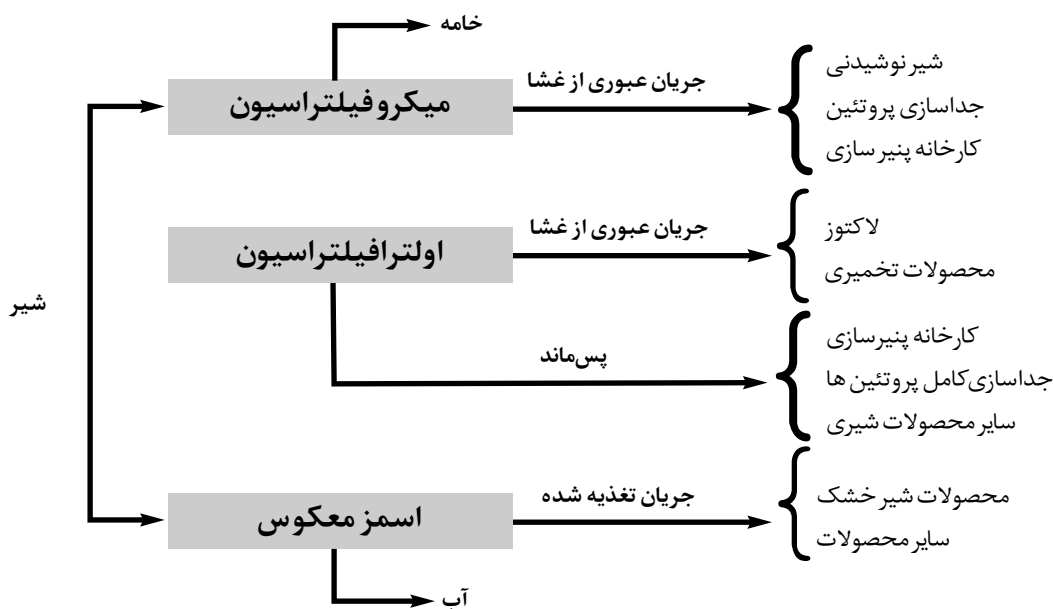 خامه
شیر نوشیدنی
جریان عبوری از غشا
میکروفیلتراسیون
جداسازی پروتئین
کارخانه پنیر سازی
لاکتوز
جریان عبوری از غشا
اولترافیلتراسیون
محصولات تخمیری
شیر
کارخانه پنیرسازی
پس‌ماند
جداسازی کامل پروتئین ها
سایر محصولات شیری
محصولات شیر خشک
جریان تغذیه شده
اسمز معکوس
سایر محصولات
آب